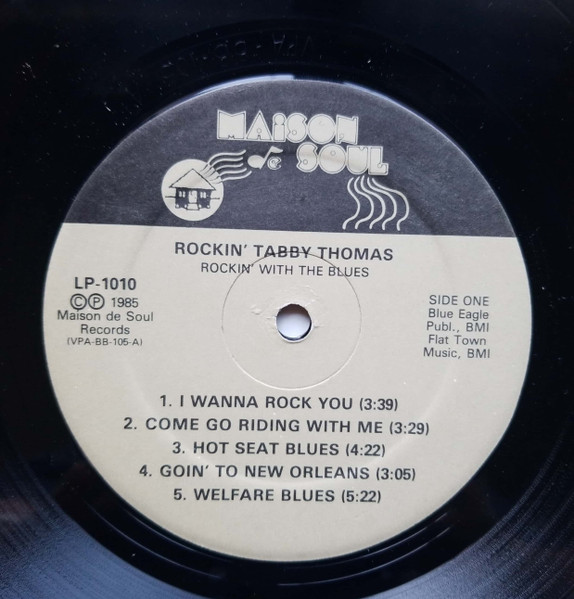 MAISON
de SOUL
ROCKIN' TABBY THOMAS
ROCKIN' WITH THE BLUES
LP-1010
Ⓒ Ⓟ 1985
Maison de Soul
Records
(VPA-BB-105-A)
SIDE ONE
Blue Eagle
Publ., BMI
Flat Town
Music, BMI
1. I WANNA ROCK YOU (3:39)
2. COME GO RIDING WITH ME (3:29)
3. HOT SEAT BLUES (4:22)
4. GOIN' TO NEW ORLEANS (3:05)
5. WELFARE BLUES (5:22)